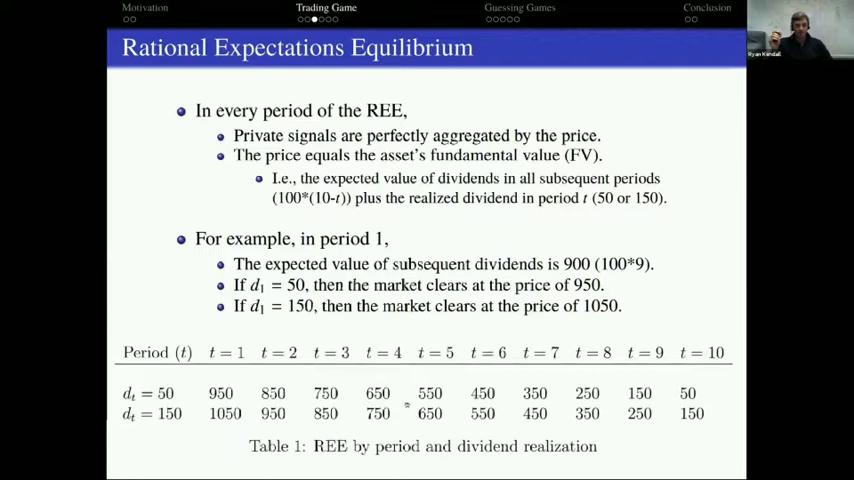 Motivation Trading Game Guessing Games Conclusion
Rational Expectations Equilibrium
In every period of the REE,
Private signals are perfectly aggregated by the price.
The price equals the asset's fundamental value (FV).
I.e., the expected value of dividends in all subsequent periods
(100*(10-t)) plus the realized dividend in period t (50 or 150).
For example, in period 1,
The expected value of subsequent dividends is 900 (100*9).
If d₁ = 50, then the market clears at the price of 950.
If d₁ = 150, then the market clears at the price of 1050.
Period (t) t = 1 t = 2 t = 3 t = 4 t = 5 t = 6 t = 7 t = 8 t = 9 t = 10
dₜ = 50 950 850 750 650 550 450 350 250 150 50
dₜ = 150 1050 950 850 750 650 550 450 350 250 150
Table 1: REE by period and dividend realization
Ryan Kendall